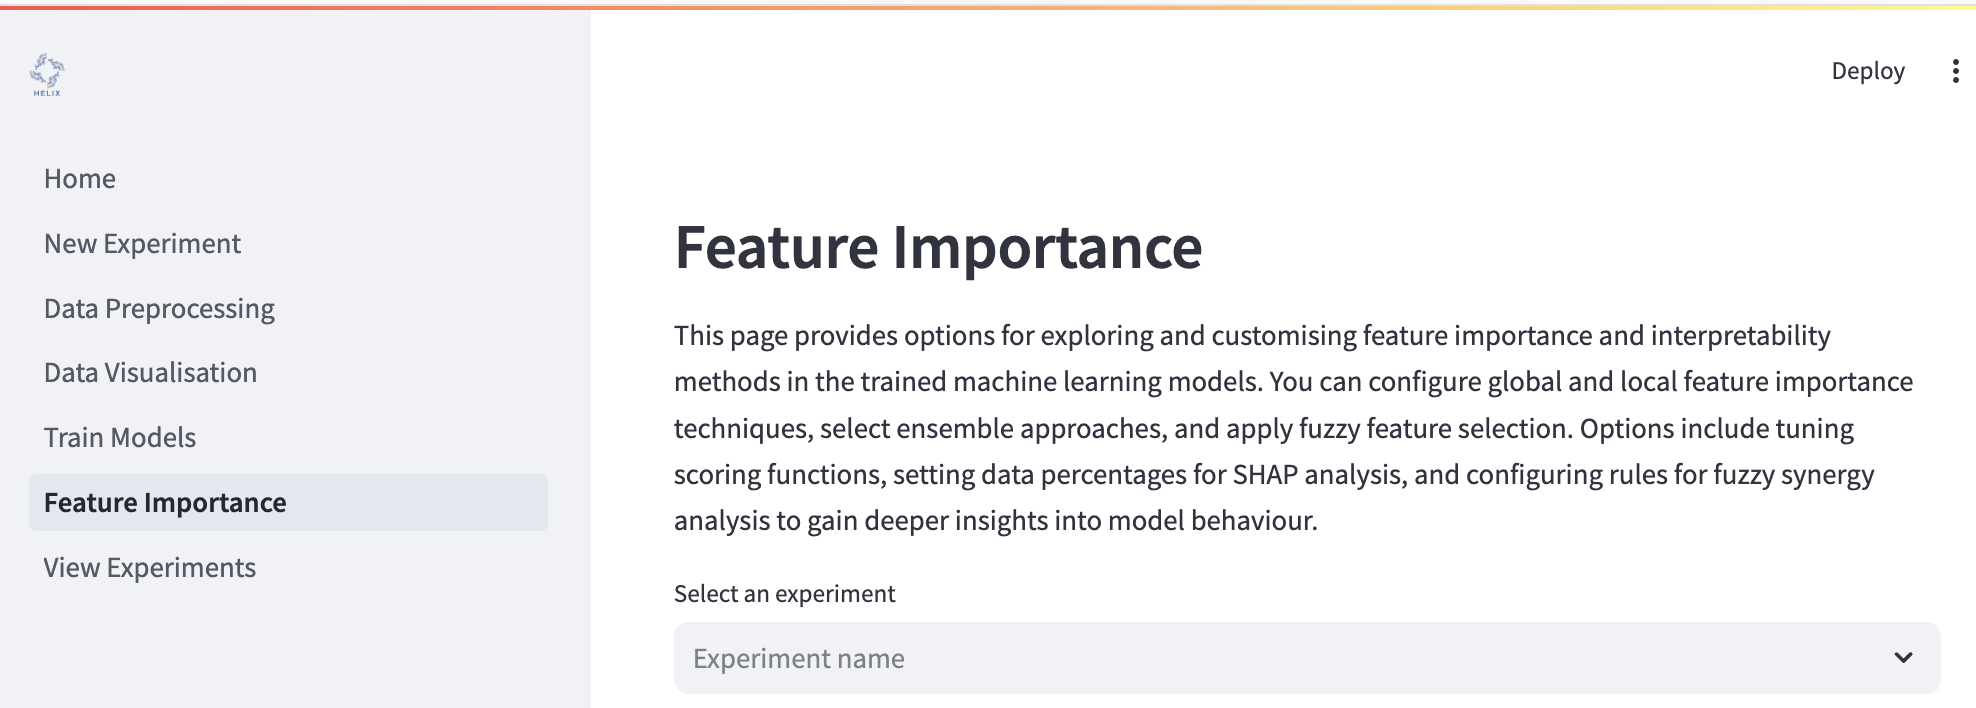 HELIX
Home
New Experiment
Data Preprocessing
Data Visualisation
Train Models
Feature Importance
View Experiments
Deploy
Feature Importance
This page provides options for exploring and customising feature importance and interpretability
methods in the trained machine learning models. You can configure global and local feature importance
techniques, select ensemble approaches, and apply fuzzy feature selection. Options include tuning
scoring functions, setting data percentages for SHAP analysis, and configuring rules for fuzzy synergy
analysis to gain deeper insights into model behaviour.
Select an experiment
Experiment name